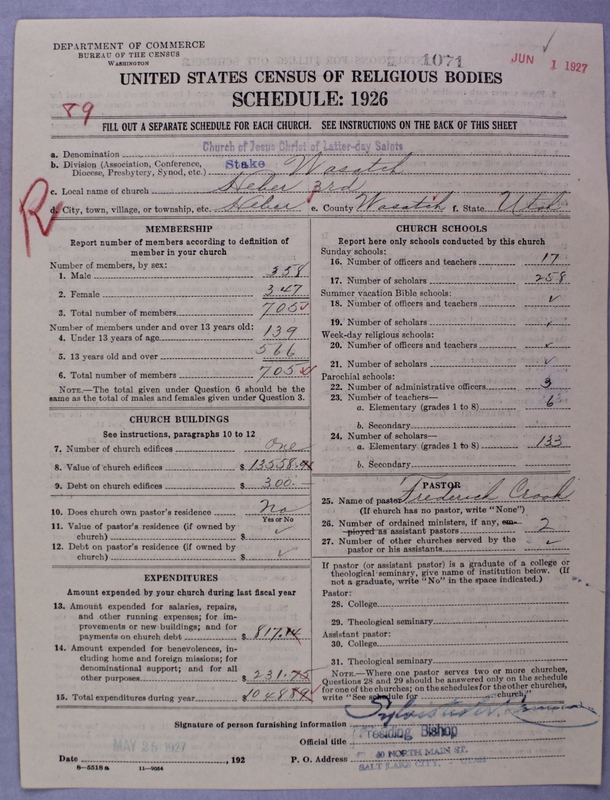 DEPARTMENT OF COMMERCE
BUREAU OF THE CENSUS
WASHINGTON
1071
JUN 1 1927
UNITED STATES CENSUS OF RELIGIOUS BODIES
SCHEDULE: 1926
89
FILL OUT A SEPARATE SCHEDULE FOR EACH CHURCH. SEE INSTRUCTIONS ON THE BACK OF THIS SHEET
a. Denomination Church of Jesus Christ of Latter-day Saints
b. Division (Association, Conference, Diocese, Presbytery, Synod, etc.) Stake Wasatch
c. Local name of church Heber 3rd
R
d. City, town, village, or township, etc. Heber e. County Wasatch f. State Utah
MEMBERSHIP
Report number of members according to definition of
member in your church
Number of members, by sex:
1. Male 358
2. Female 347
3. Total number of members 705
Number of members under and over 13 years old:
4. Under 13 years of age 139
5. 13 years old and over 566
6. Total number of members 705
NOTE.—The total given under Question 6 should be
same as the total of males and females given under Question 3.
CHURCH BUILDINGS
See instructions, paragraphs 10 to 12
7. Number of church edifices One
8. Value of church edifices $ 13558.
9. Debt on church edifices $ 300.
10. Does church own pastor's residence? No
Yes or No
11. Value of pastor's residence (if owned by
church) $ ✓
12. Debt on pastor's residence (if owned by
church) $ ✓
EXPENDITURES
Amount expended by your church during last fiscal year
13. Amount expended for salaries, repairs,
and other running expenses; for im-
provements or new buildings; and for
payments on church debt $ 817.14
14. Amount expended for benevolences, in-
cluding home and foreign missions; for
denominational support; and for all
other purposes $ 231.75
15. Total expenditures during year $ 1048.89
CHURCH SCHOOLS
Report here only schools conducted by this church
Sunday schools:
16. Number of officers and teachers 17
17. Number of scholars 258
Summer vacation Bible schools:
18. Number of officers and teachers ✓
19. Number of scholars ✓
Week-day religious schools:
20. Number of officers and teachers ✓
21. Number of scholars ✓
Parochial schools:
22. Number of administrative officers 3
23. Number of teachers—
a. Elementary (grades 1 to 8) 6
b. Secondary
24. Number of scholars—
a. Elementary (grades 1 to 8) 133
b. Secondary
PASTOR
25. Name of pastor Frederick Crook
(If church has no pastor, write "None")
26. Number of ordained ministers, if any, em-
ployed as assistant pastors 2
27. Number of other churches served by the
pastor or his assistants ✓
If pastor (or assistant pastor) is a graduate of a college or
theological seminary, give name of institution below. (If
not a graduate, write "No" in the space indicated.)
Pastor:
28. College
29. Theological seminary
Assistant pastor:
30. College
31. Theological seminary
NOTE.—Where one pastor serves two or more churches,
Questions 28 and 29 should be answered only on the schedule
for one of the churches; on the schedules for the other churches,
write "See schedule for church."
Signature of person furnishing information Sylvester Q. Cannon
Official title Presiding Bishop
MAY 25 1927
Date , 192 P. O. Address 40 NORTH MAIN ST.
SALT LAKE CITY, UTAH
8—5518a 11—9564